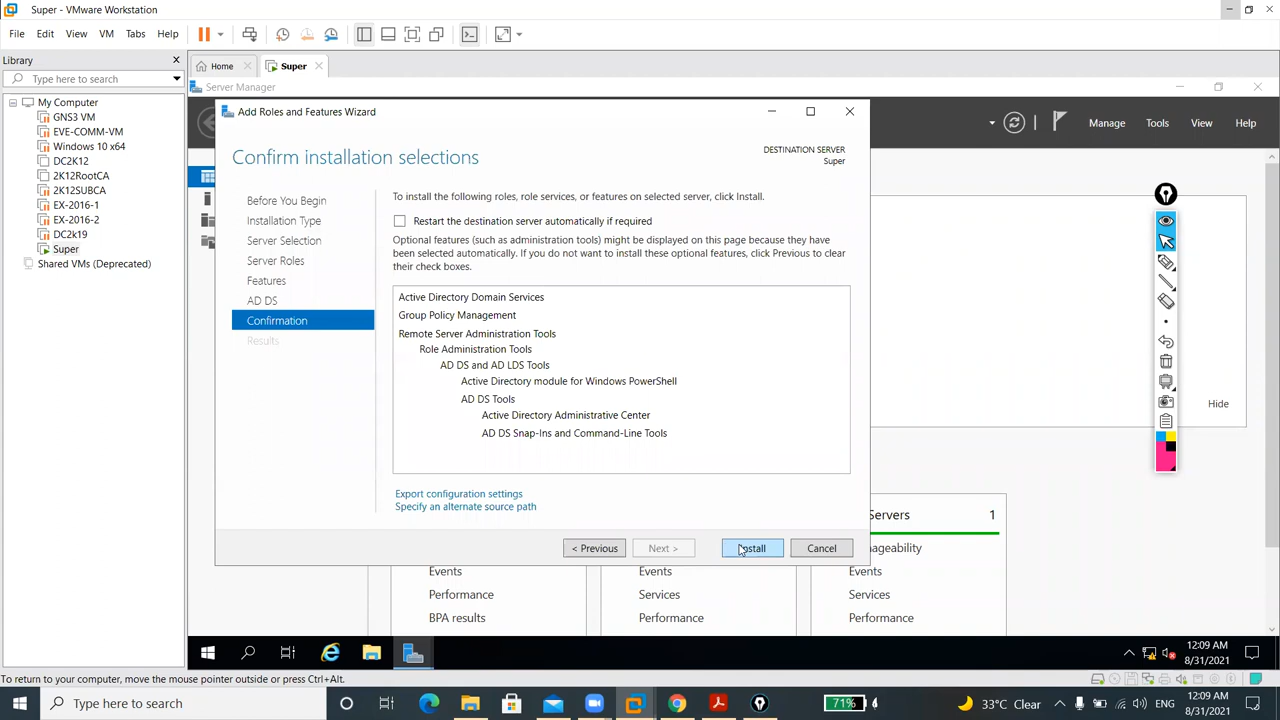 Super - VMware Workstation
File Edit View VM Tabs Help
Library
Type here to search
My Computer
GNS3 VM
EVE-COMM-VM
Windows 10 x64
DC2K12
2K12RootCA
2K12SUBCA
EX-2016-1
EX-2016-2
DC2k19
Super
Shared VMs (Deprecated)
Home
Super
Server Manager
Manage Tools View Help
Add Roles and Features Wizard
Confirm installation selections
DESTINATION SERVER
Super
Before You Begin
Installation Type
Server Selection
Server Roles
Features
AD DS
Confirmation
Results
To install the following roles, role services, or features on selected server, click Install.
Restart the destination server automatically if required
Optional features (such as administration tools) might be displayed on this page because they have
been selected automatically. If you do not want to install these optional features, click Previous to clear
their check boxes.
Active Directory Domain Services
Group Policy Management
Remote Server Administration Tools
Role Administration Tools
AD DS and AD LDS Tools
Active Directory module for Windows PowerShell
AD DS Tools
Active Directory Administrative Center
AD DS Snap-Ins and Command-Line Tools
Export configuration settings
Specify an alternate source path
< Previous
Next >
Install
Cancel
Hide
Servers 1
nageability
Events
Performance
BPA results
Events
Services
Performance
Events
Services
Performance
12:09 AM
8/31/2021
To return to your computer, move the mouse pointer outside or press Ctrl+Alt.
Type here to search
71%
33°C Clear
ENG
12:09 AM
8/31/2021